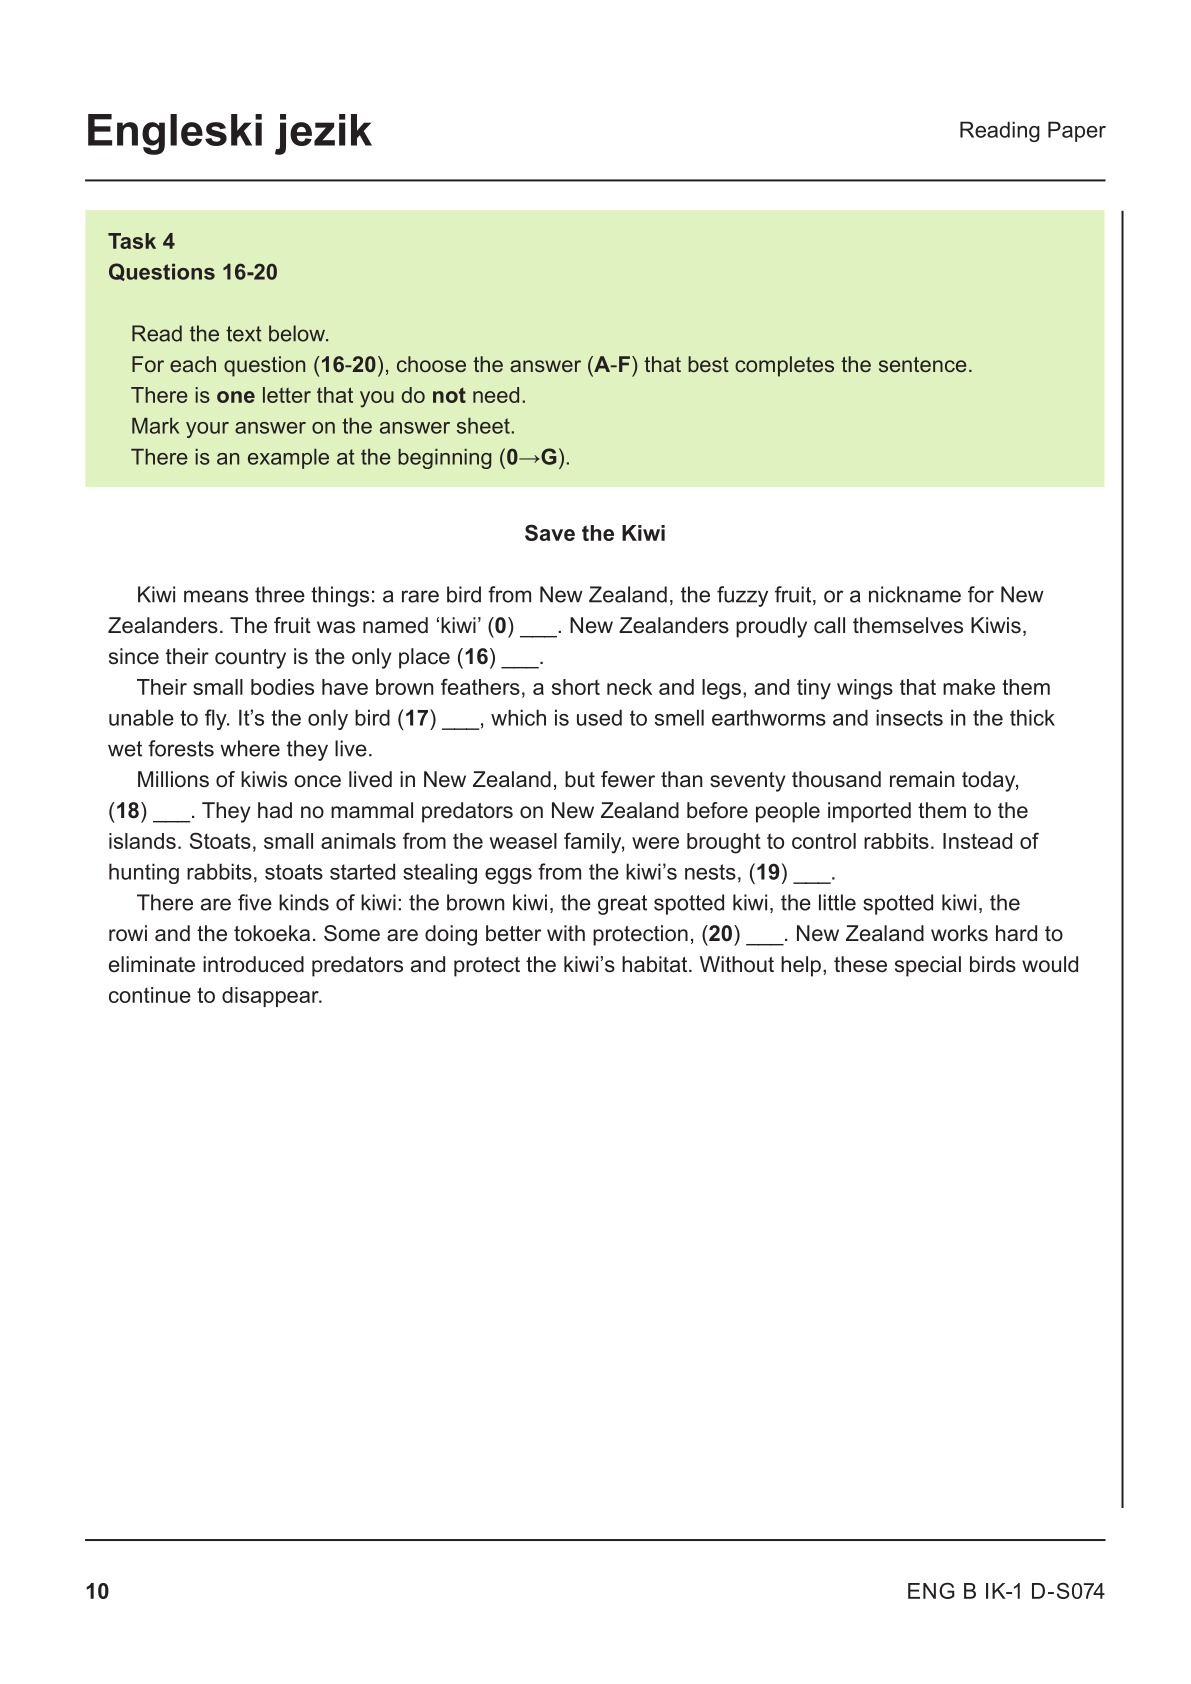 Engleski jezik
Reading Paper
Task 4
Questions 16-20
Read the text below.
For each question (16-20), choose the answer (A-F) that best completes the sentence.
There is one letter that you do not need.
Mark your answer on the answer sheet.
There is an example at the beginning (0→G).
Save the Kiwi
Kiwi means three things: a rare bird from New Zealand, the fuzzy fruit, or a nickname for New
Zealanders. The fruit was named ‘kiwi’ (0) ___. New Zealanders proudly call themselves Kiwis,
since their country is the only place (16) ___.
Their small bodies have brown feathers, a short neck and legs, and tiny wings that make them
unable to fly. It’s the only bird (17) ___, which is used to smell earthworms and insects in the thick
wet forests where they live.
Millions of kiwis once lived in New Zealand, but fewer than seventy thousand remain today,
(18) ___. They had no mammal predators on New Zealand before people imported them to the
islands. Stoats, small animals from the weasel family, were brought to control rabbits. Instead of
hunting rabbits, stoats started stealing eggs from the kiwi’s nests, (19) ___.
There are five kinds of kiwi: the brown kiwi, the great spotted kiwi, the little spotted kiwi, the
rowi and the tokoeka. Some are doing better with protection, (20) ___. New Zealand works hard to
eliminate introduced predators and protect the kiwi’s habitat. Without help, these special birds would
continue to disappear.
10
ENG B IK-1 D-S074